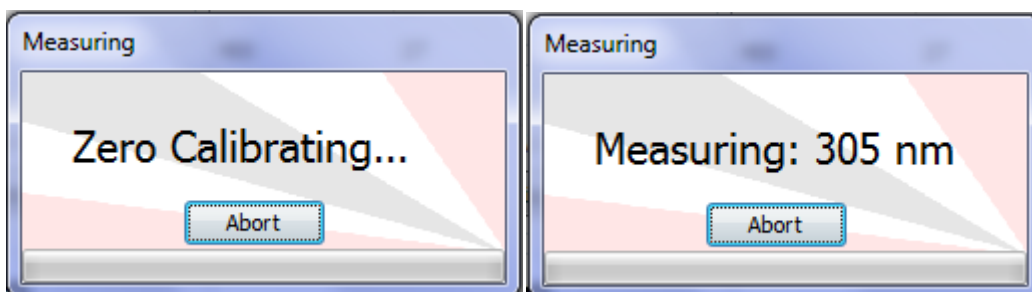 Measuring
Zero Calibrating...
Abort
Measuring
Measuring: 305 nm
Abort